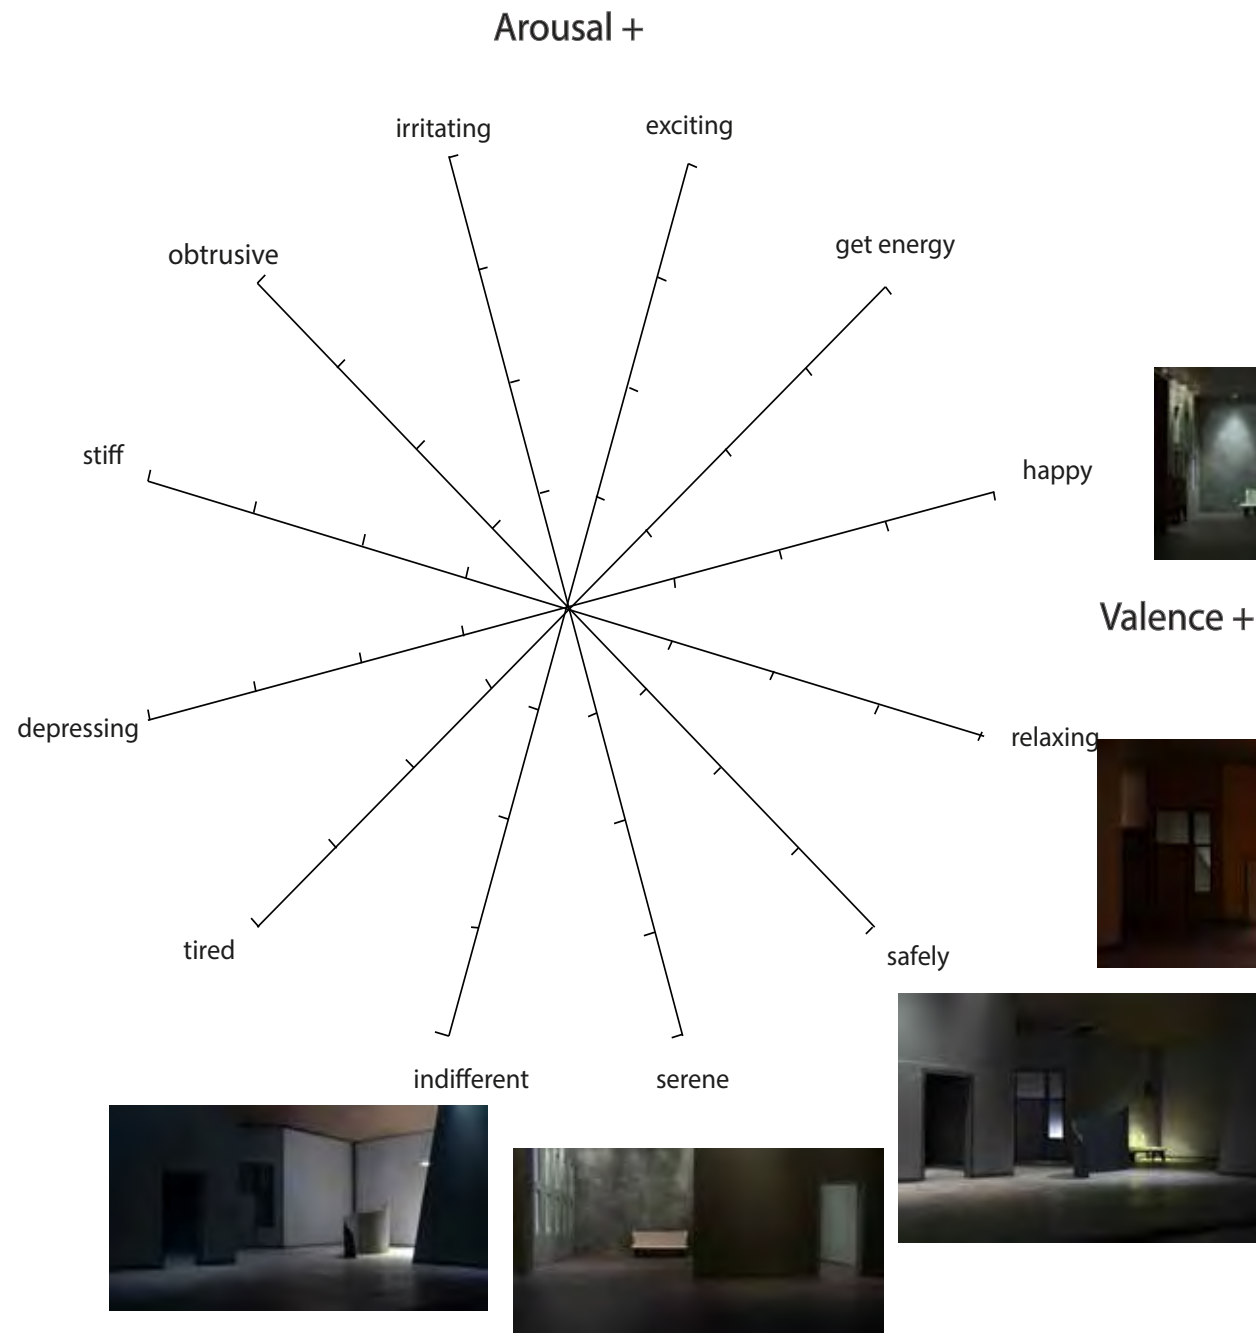 Arousal +
irritating
exciting
get energy
obtrusive
stiff
happy
Valence +
depressing
relaxing
tired
safely
indifferent
serene